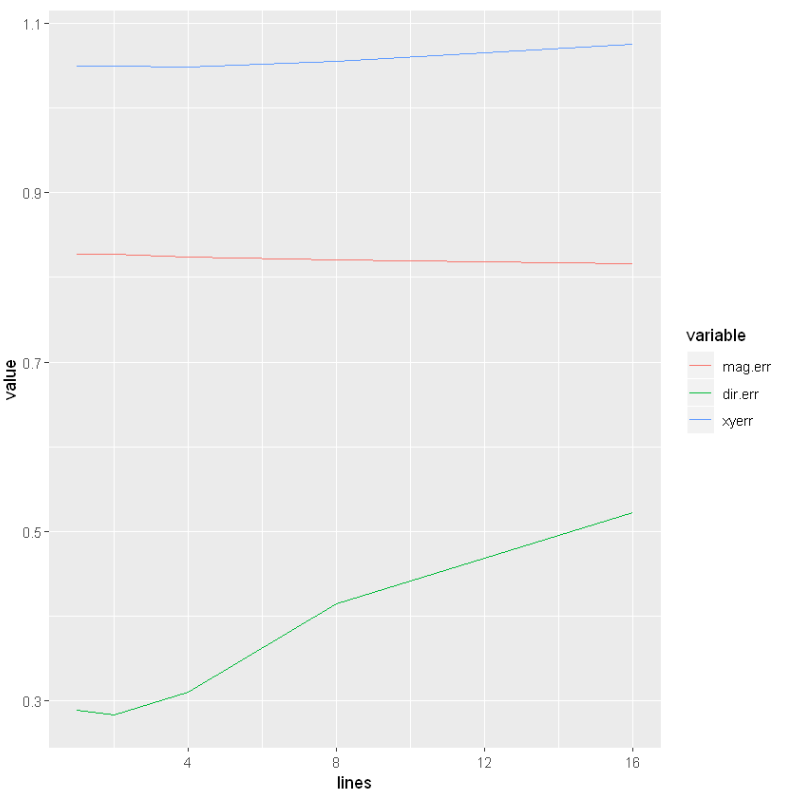 1.1
0.9
0.7
0.5
0.3
value
4
8
12
16
lines
variable
mag.err
dir.err
xyerr